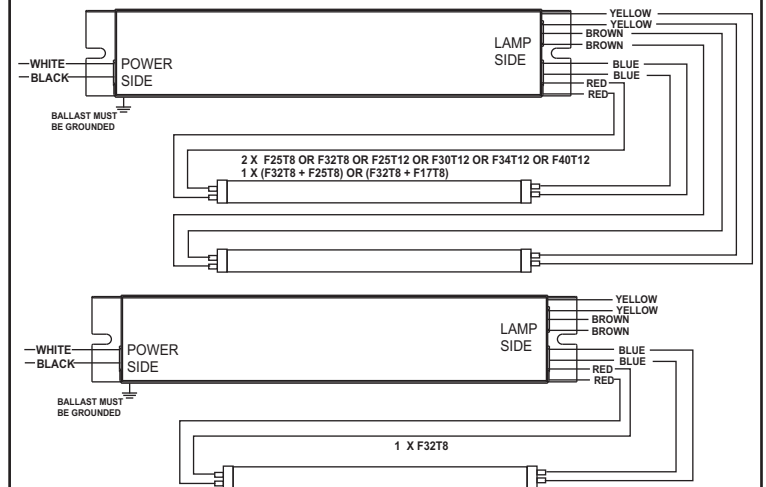 YELLOW
YELLOW
BROWN
BROWN
LAMP
SIDE
WHITE
BLACK
POWER
SIDE
BLUE
BLUE
RED
RED
BALLAST MUST
BE GROUNDED
2 X F25T8 OR F32T8 OR F25T12 OR F30T12 OR F34T12 OR F40T12
1 X (F32T8 + F25T8) OR (F32T8 + F17T8)
YELLOW
YELLOW
BROWN
BROWN
LAMP
SIDE
WHITE
BLACK
POWER
SIDE
BLUE
BLUE
RED
RED
BALLAST MUST
BE GROUNDED
1 X F32T8